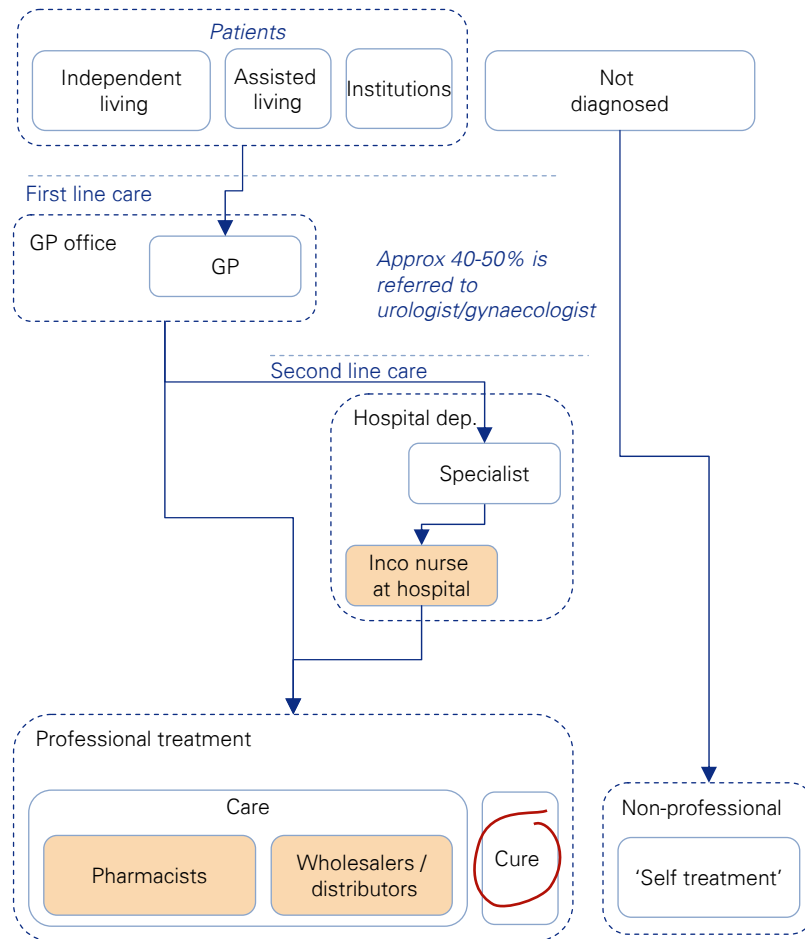 Patients
Independent
living
Assisted
living
Institutions
Not
diagnosed
First line care
GP office
GP
Approx 40-50% is
referred to
urologist/gynaecologist
Second line care
Hospital dep.
Specialist
Inco nurse
at hospital
Professional treatment
Care
Pharmacists
Wholesalers /
distributors
Cure
Non-professional
‘Self treatment’